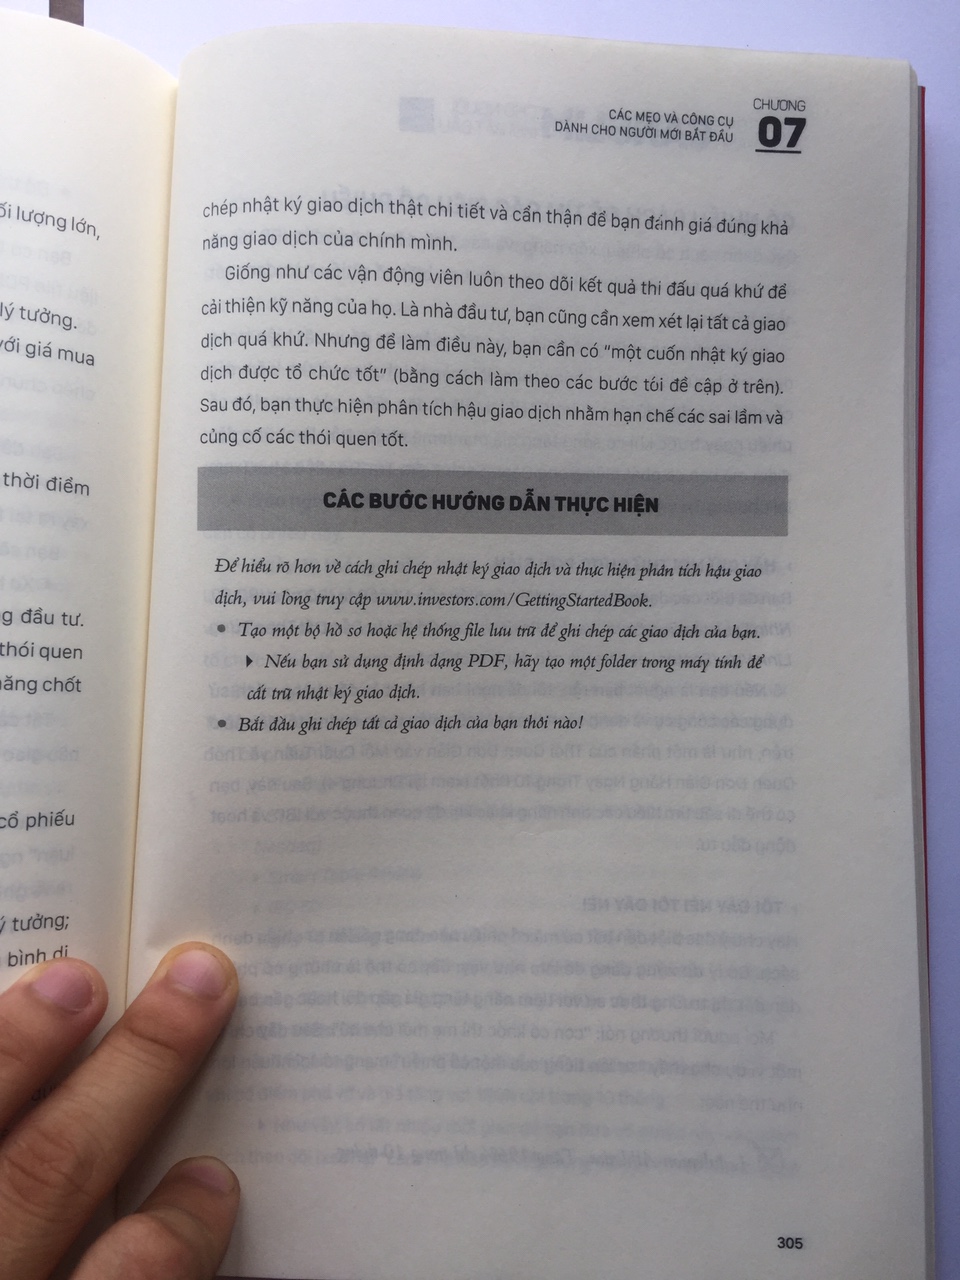 ối lượng lớn,
lý tưởng.
với giá mua
thời điểm
g đầu tư.
thói quen
năng chốt
cổ phiếu
ý tưởng;
bình dị
CÁC MẸO VÀ CÔNG CỤ
DÀNH CHO NGƯỜI MỚI BẮT ĐẦU
CHƯƠNG
07
chép nhật ký giao dịch thật chi tiết và cẩn thận để bạn đánh giá đúng khả
năng giao dịch của chính mình.
Giống như các vận động viên luôn theo dõi kết quả thi đấu quá khứ để
cải thiện kỹ năng của họ. Là nhà đầu tư, bạn cũng cần xem xét lại tất cả giao
dịch quá khứ. Nhưng để làm điều này, bạn cần có “một cuốn nhật ký giao
dịch được tổ chức tốt” (bằng cách làm theo các bước tôi đề cập ở trên).
Sau đó, bạn thực hiện phân tích hậu giao dịch nhằm hạn chế các sai lầm và
củng cố các thói quen tốt.
CÁC BƯỚC HƯỚNG DẪN THỰC HIỆN
Để hiểu rõ hơn về cách ghi chép nhật ký giao dịch và thực hiện phân tích hậu giao
dịch, vui lòng truy cập www.investors.com/GettingStartedBook.
• Tạo một bộ hồ sơ hoặc hệ thống file lưu trữ để ghi chép các giao dịch của bạn.
Nếu bạn sử dụng định dạng PDF, hãy tạo một folder trong máy tính để
cất trữ nhật ký giao dịch.
• Bắt đầu ghi chép tất cả giao dịch của bạn thôi nào!
305